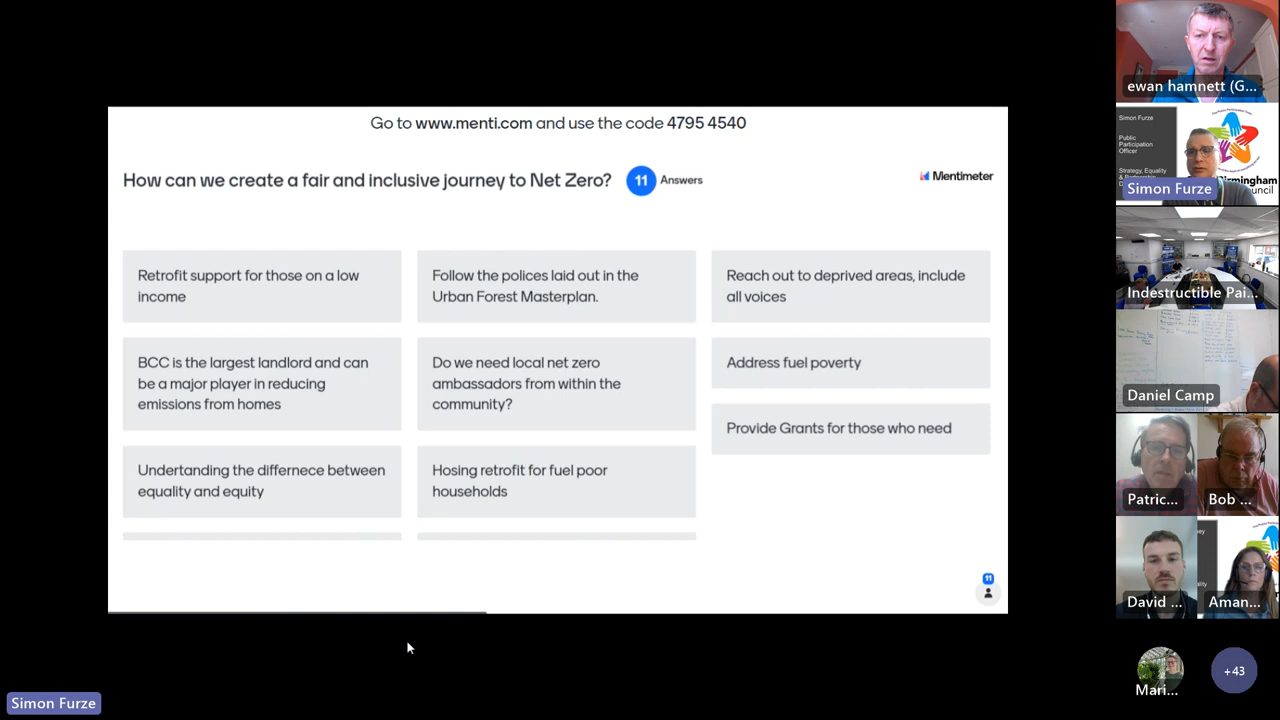 Go to www.menti.com and use the code 4795 4540
How can we create a fair and inclusive journey to Net Zero?
11
Answers
Mentimeter
Retrofit support for those on a low
income
BCC is the largest landlord and can
be a major player in reducing
emissions from homes
Undertanding the differnece between
equality and equity
Follow the polices laid out in the
Urban Forest Masterplan.
Do we need local net zero
ambassadors from within the
community?
Hosing retrofit for fuel poor
households
Reach out to deprived areas, include
all voices
Address fuel poverty
Provide Grants for those who need
11
Simon Furze
ewan hamnett (G...
Simon Furze
Public
Participation
Officer
Strategy, Equality
& Partnership
Birmingham
Council
Simon Furze
Indestructible Pai...
Daniel Camp
Patric...
Bob ...
David ...
Aman...
Mari...
+43